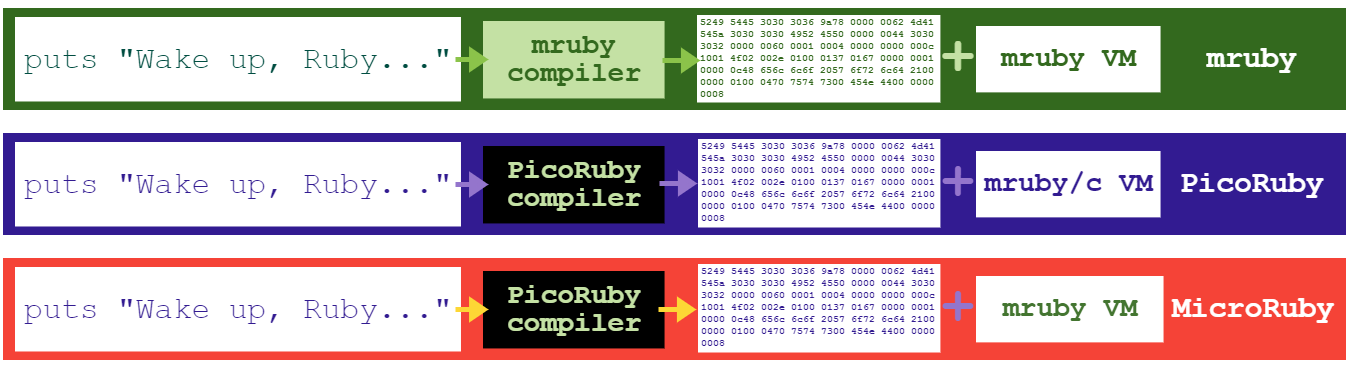 puts "Wake up, Ruby..."
mruby
compiler
5249 5445 3030 3036 9a78 0000 0062 4d41
545a 3030 3030 4952 4550 0000 0044 3030
3032 0000 0060 0001 0004 0000 0000 000c
1001 4f02 002e 0100 0137 0167 0000 0001
0000 0c48 656c 6c6f 2057 6f72 6c64 2100
0000 0100 0470 7574 7300 454e 4400 0000
0008
+
mruby VM
mruby
puts "Wake up, Ruby..."
PicoRuby
compiler
5249 5445 3030 3036 9a78 0000 0062 4d41
545a 3030 3030 4952 4550 0000 0044 3030
3032 0000 0060 0001 0004 0000 0000 000c
1001 4f02 002e 0100 0137 0167 0000 0001
0000 0c48 656c 6c6f 2057 6f72 6c64 2100
0000 0100 0470 7574 7300 454e 4400 0000
0008
+
mruby/c VM
PicoRuby
puts "Wake up, Ruby..."
PicoRuby
compiler
5249 5445 3030 3036 9a78 0000 0062 4d41
545a 3030 3030 4952 4550 0000 0044 3030
3032 0000 0060 0001 0004 0000 0000 000c
1001 4f02 002e 0100 0137 0167 0000 0001
0000 0c48 656c 6c6f 2057 6f72 6c64 2100
0000 0100 0470 7574 7300 454e 4400 0000
0008
+
mruby VM
MicroRuby